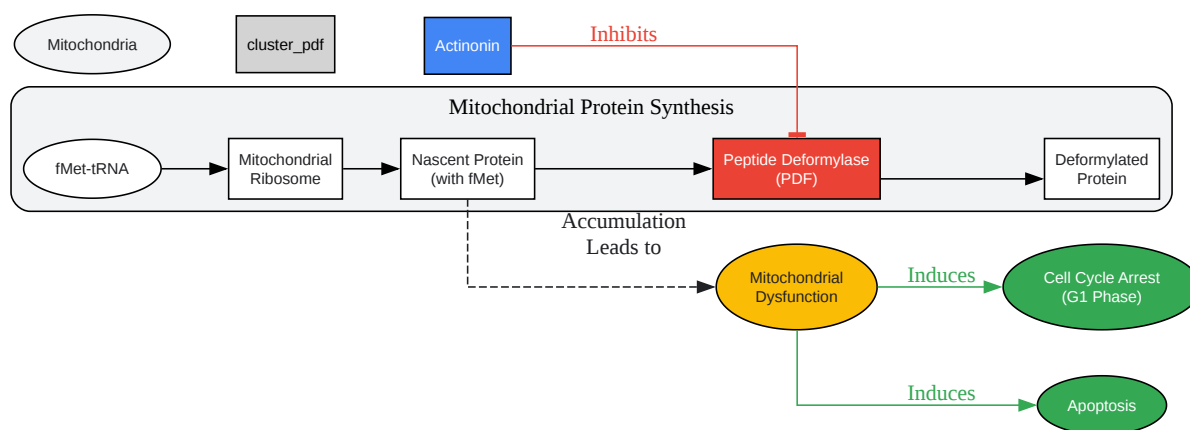 Mitochondria
cluster_pdf
Actinonin
Inhibits
Mitochondrial Protein Synthesis
fMet-tRNA
Mitochondrial
Ribosome
Nascent Protein
(with fMet)
Peptide Deformylase
(PDF)
Deformylated
Protein
Accumulation
Leads to
Mitochondrial
Dysfunction
Induces
Cell Cycle Arrest
(G1 Phase)
Induces
Apoptosis